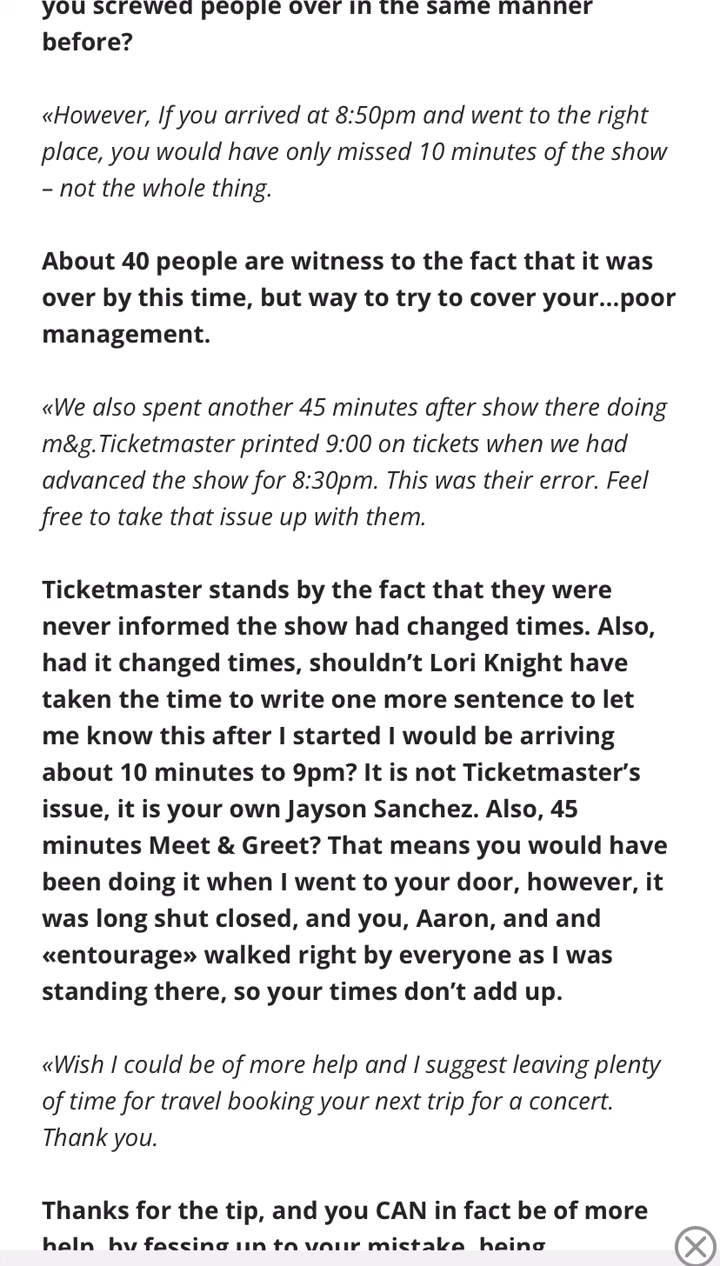 you screwed people over in the same manner
before?
«However, If you arrived at 8:50pm and went to the right
place, you would have only missed 10 minutes of the show
– not the whole thing.
About 40 people are witness to the fact that it was
over by this time, but way to try to cover your...poor
management.
«We also spent another 45 minutes after show there doing
m&g.Ticketmaster printed 9:00 on tickets when we had
advanced the show for 8:30pm. This was their error. Feel
free to take that issue up with them.
Ticketmaster stands by the fact that they were
never informed the show had changed times. Also,
had it changed times, shouldn’t Lori Knight have
taken the time to write one more sentence to let
me know this after I started I would be arriving
about 10 minutes to 9pm? It is not Ticketmaster’s
issue, it is your own Jayson Sanchez. Also, 45
minutes Meet & Greet? That means you would have
been doing it when I went to your door, however, it
was long shut closed, and you, Aaron, and and
«entourage» walked right by everyone as I was
standing there, so your times don’t add up.
«Wish I could be of more help and I suggest leaving plenty
of time for travel booking your next trip for a concert.
Thank you.
Thanks for the tip, and you CAN in fact be of more
help, by fessing up to your mistake, being